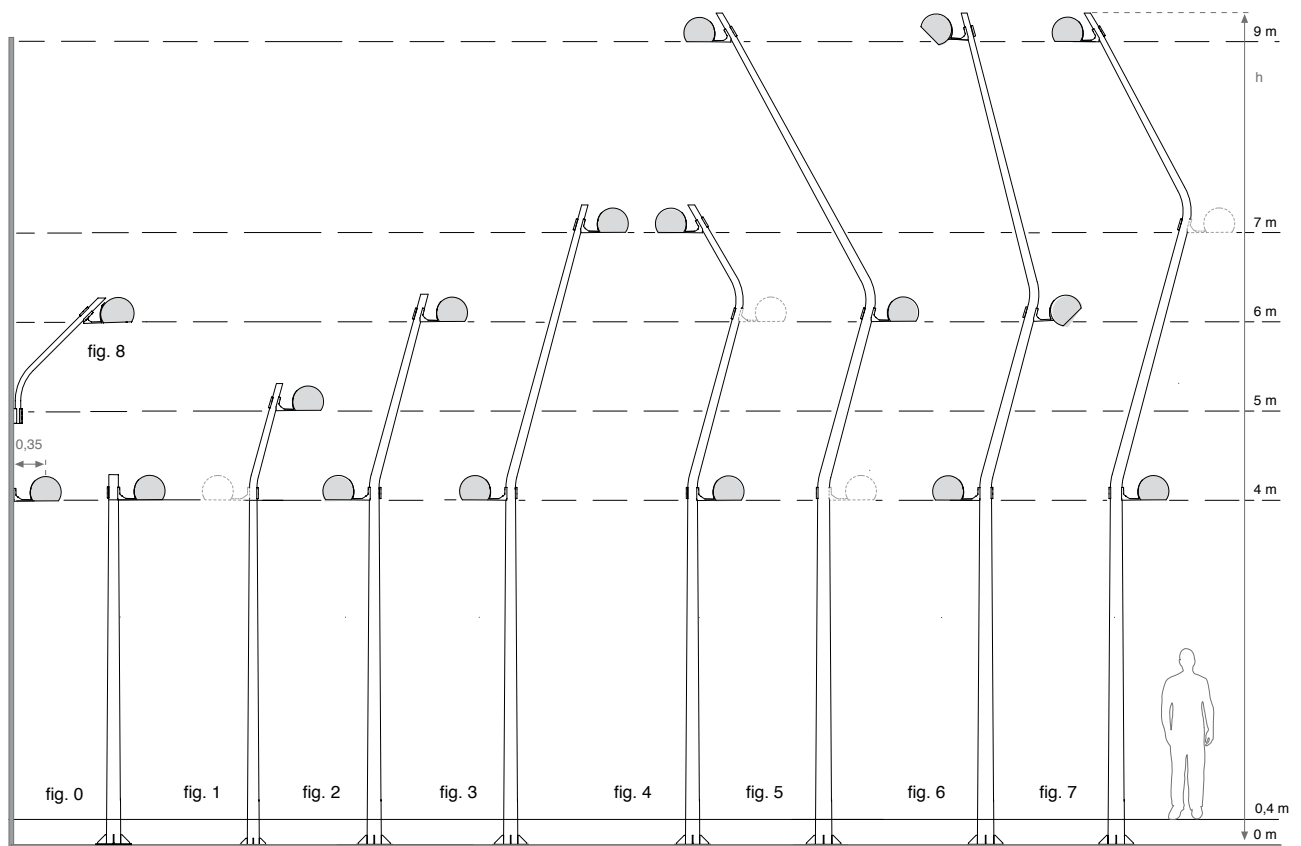 9 m
h
7 m
6 m
fig. 8
5 m
0,35
4 m
fig. 0
fig. 1
fig. 2
fig. 3
fig. 4
fig. 5
fig. 6
fig. 7
0,4 m
0 m